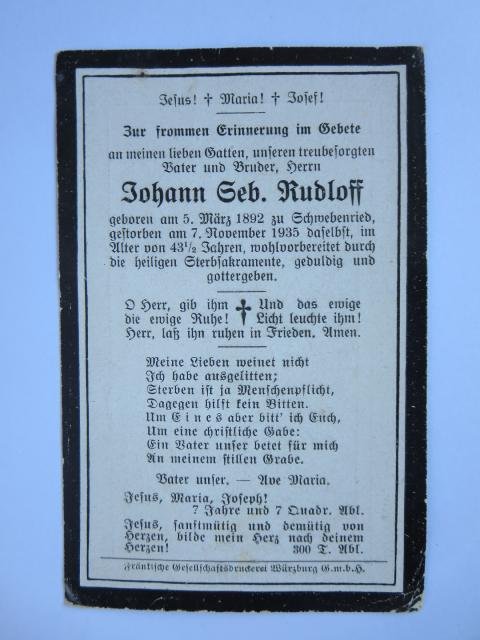 Jesus! † Maria! † Josef!
Zur frommen Erinnerung im Gebete
an meinen lieben Gatten, unseren treubesorgten
Vater und Bruder, Herrn
Johann Seb. Rudloff
geboren am 5. März 1892 zu Schwebenried,
gestorben am 7. November 1935 daselbst, im
Alter von 43½ Jahren, wohlvorbereitet durch
die heiligen Sterbsakramente, geduldig und
gottergeben.
O Herr, gib ihm † Und das ewige
die ewige Ruhe! Licht leuchte ihm!
Herr, laß ihn ruhen in Frieden. Amen.
Meine Lieben weinet nicht
Ich habe ausgelitten;
Sterben ist ja Menschenpflicht,
Dagegen hilft kein Bitten.
Um Eines aber bitt' ich Euch,
Um eine christliche Gabe:
Ein Vater unser betet für mich
An meinem stillen Grabe.
Vater unser. — Ave Maria.
Jesus, Maria, Joseph!
7 Jahre und 7 Quadr. Abl.
Jesus, sanftmütig und demütig von
Herzen, bilde mein Herz nach deinem
Herzen! 300 T. Abl.
Fränkische Gesellschaftsdruckerei Würzburg G.m.b.H.